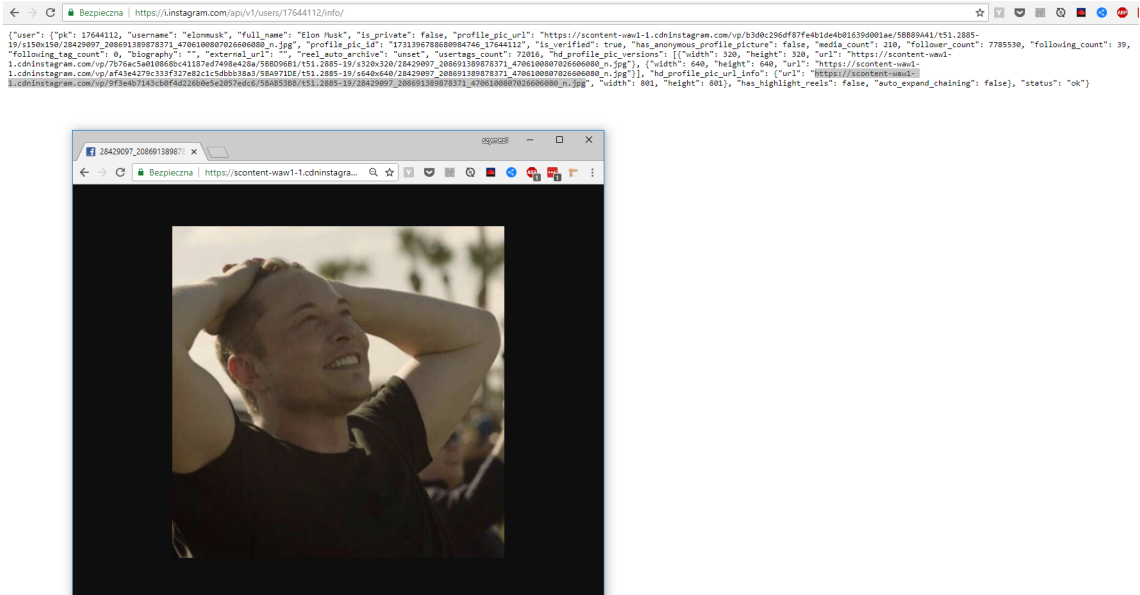 Bezpieczna | https://i.instagram.com/api/v1/users/17644112/info/
{"user": {"pk": 17644112, "username": "elonmusk", "full_name": "Elon Musk", "is_private": false, "profile_pic_url": "https://scontent-waw1-1.cdninstagram.com/vp/b3d0c296df87fe4b1de4b01639d001ae/5BB89A41/t51.2885-
19/s150x150/28429097_208691389878371_4706100807026606080_n.jpg", "profile_pic_id": "1731396788680984746_17644112", "is_verified": true, "has_anonymous_profile_picture": false, "media_count": 210, "follower_count": 7785530, "following_count": 39,
"following_tag_count": 0, "biography": "", "external_url": "", "reel_auto_archive": "unset", "usertags_count": 72016, "hd_profile_pic_versions": [{"width": 320, "height": 320, "url": "https://scontent-waw1-
1.cdninstagram.com/vp/7b76ac5a010868bc41187ed7498e428a/5BBD96B1/t51.2885-19/s320x320/28429097_208691389878371_4706100807026606080_n.jpg"}, {"width": 640, "height": 640, "url": "https://scontent-waw1-
1.cdninstagram.com/vp/af43e4279c333f327e82c1c5dbbb38a3/5BA971DE/t51.2885-19/s640x640/28429097_208691389878371_4706100807026606080_n.jpg"}], "hd_profile_pic_url_info": {"url": "https://scontent-waw1-
1.cdninstagram.com/vp/9f3e4b7143cb0f4d226b0e5e2057edc6/5BAB53B8/t51.2885-19/28429097_208691389878371_4706100807026606080_n.jpg", "width": 801, "height": 801}, "has_highlight_reels": false, "auto_expand_chaining": false}, "status": "ok"}
szymes1
28429097_20869138987
Bezpieczna | https://scontent-waw1-1.cdninstagra...